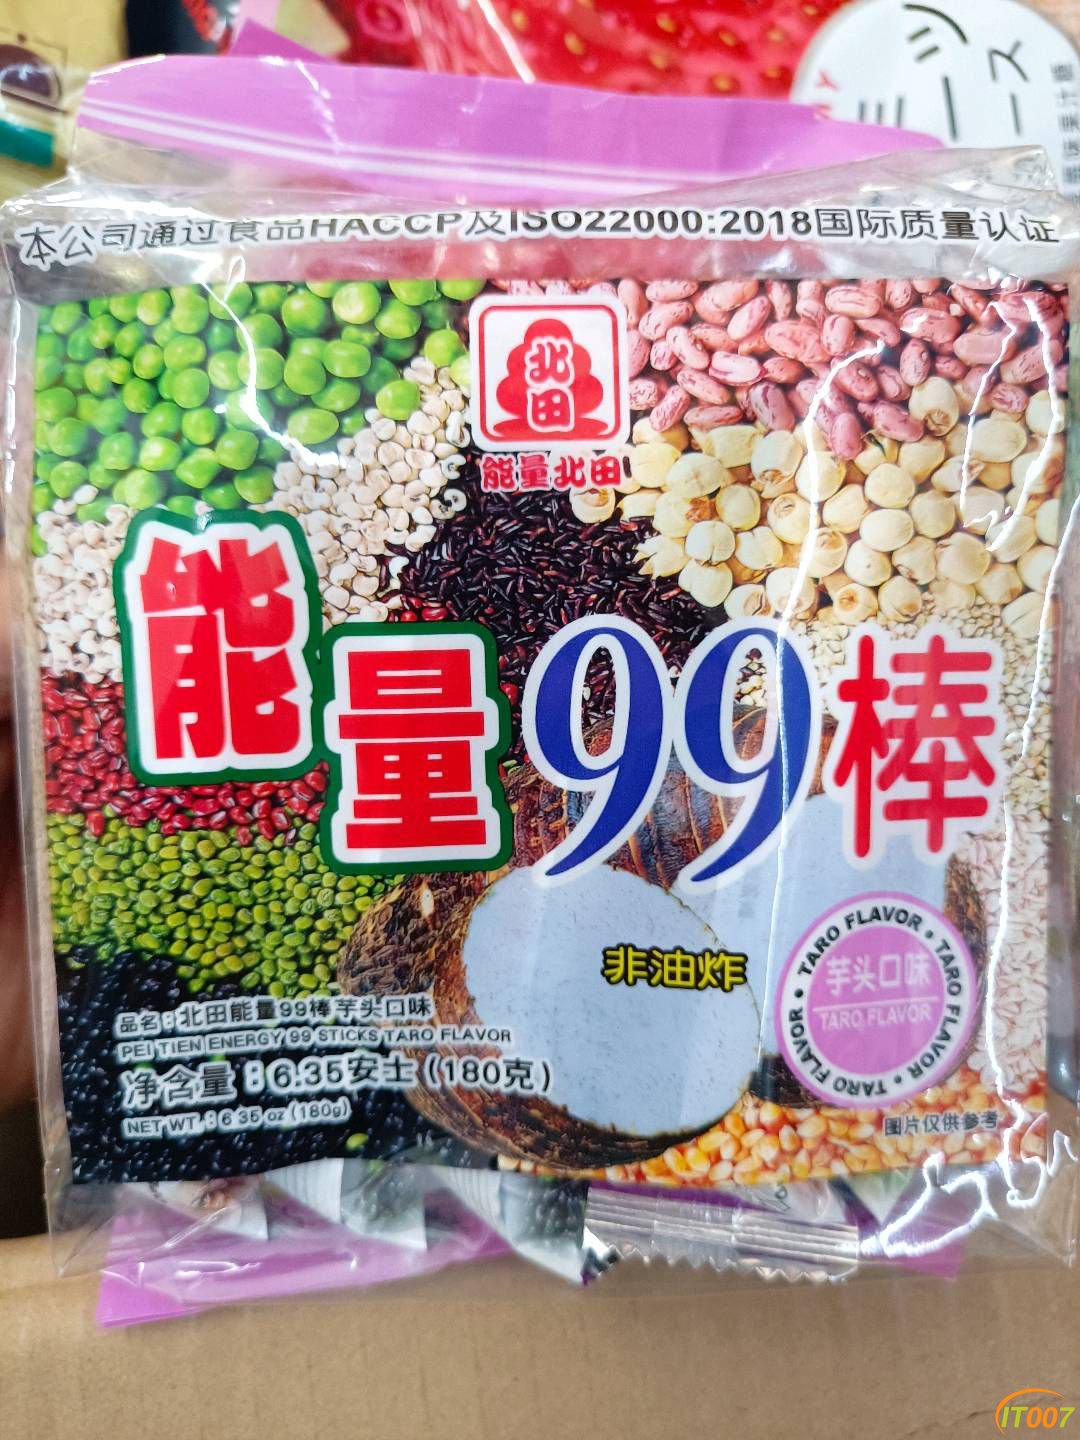 ミーツ
ース
本公司通过食品HACCP及ISO22000:2018国际质量认证
北田
能量北田
能量99棒
非油炸
TARO FLAVOR • TARO FLAVOR • TARO FLAVOR •
芋头口味
TARO FLAVOR
品名:北田能量99棒芋头口味
PEI TIEN ENERGY 99 STICKS TARO FLAVOR
净含量:6.35安士(180克)
NET WT.:6.35 oz (180g)
图片仅供参考
IT007